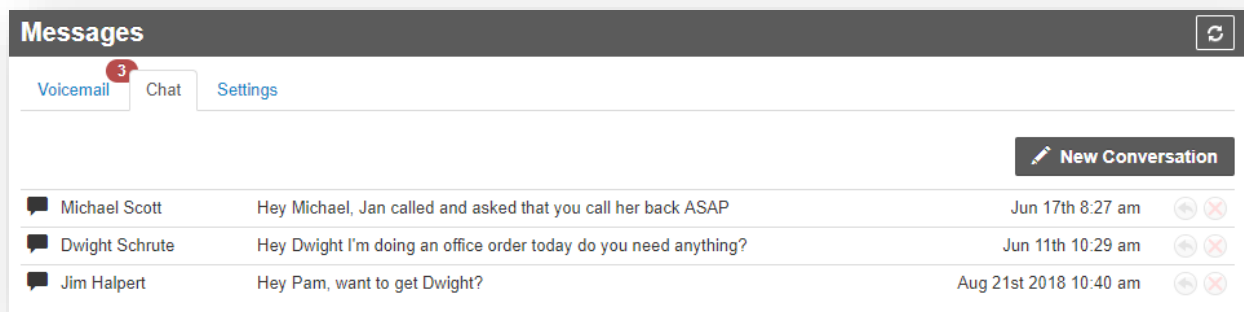 Messages
3
Voicemail Chat Settings
New Conversation
Michael Scott Hey Michael, Jan called and asked that you call her back ASAP Jun 17th 8:27 am
Dwight Schrute Hey Dwight I'm doing an office order today do you need anything? Jun 11th 10:29 am
Jim Halpert Hey Pam, want to get Dwight? Aug 21st 2018 10:40 am